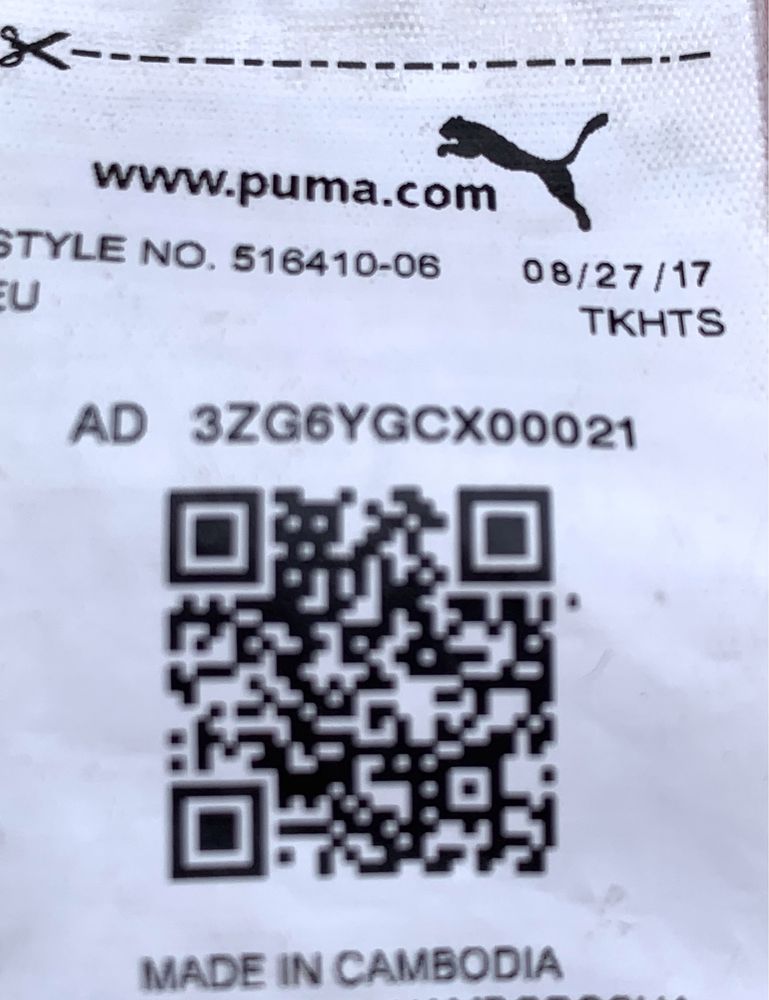 www.puma.com
STYLE NO. 516410-06 08/27/17
EU TKHTS
AD 3ZG6YGCX00021
MADE IN CAMBODIA